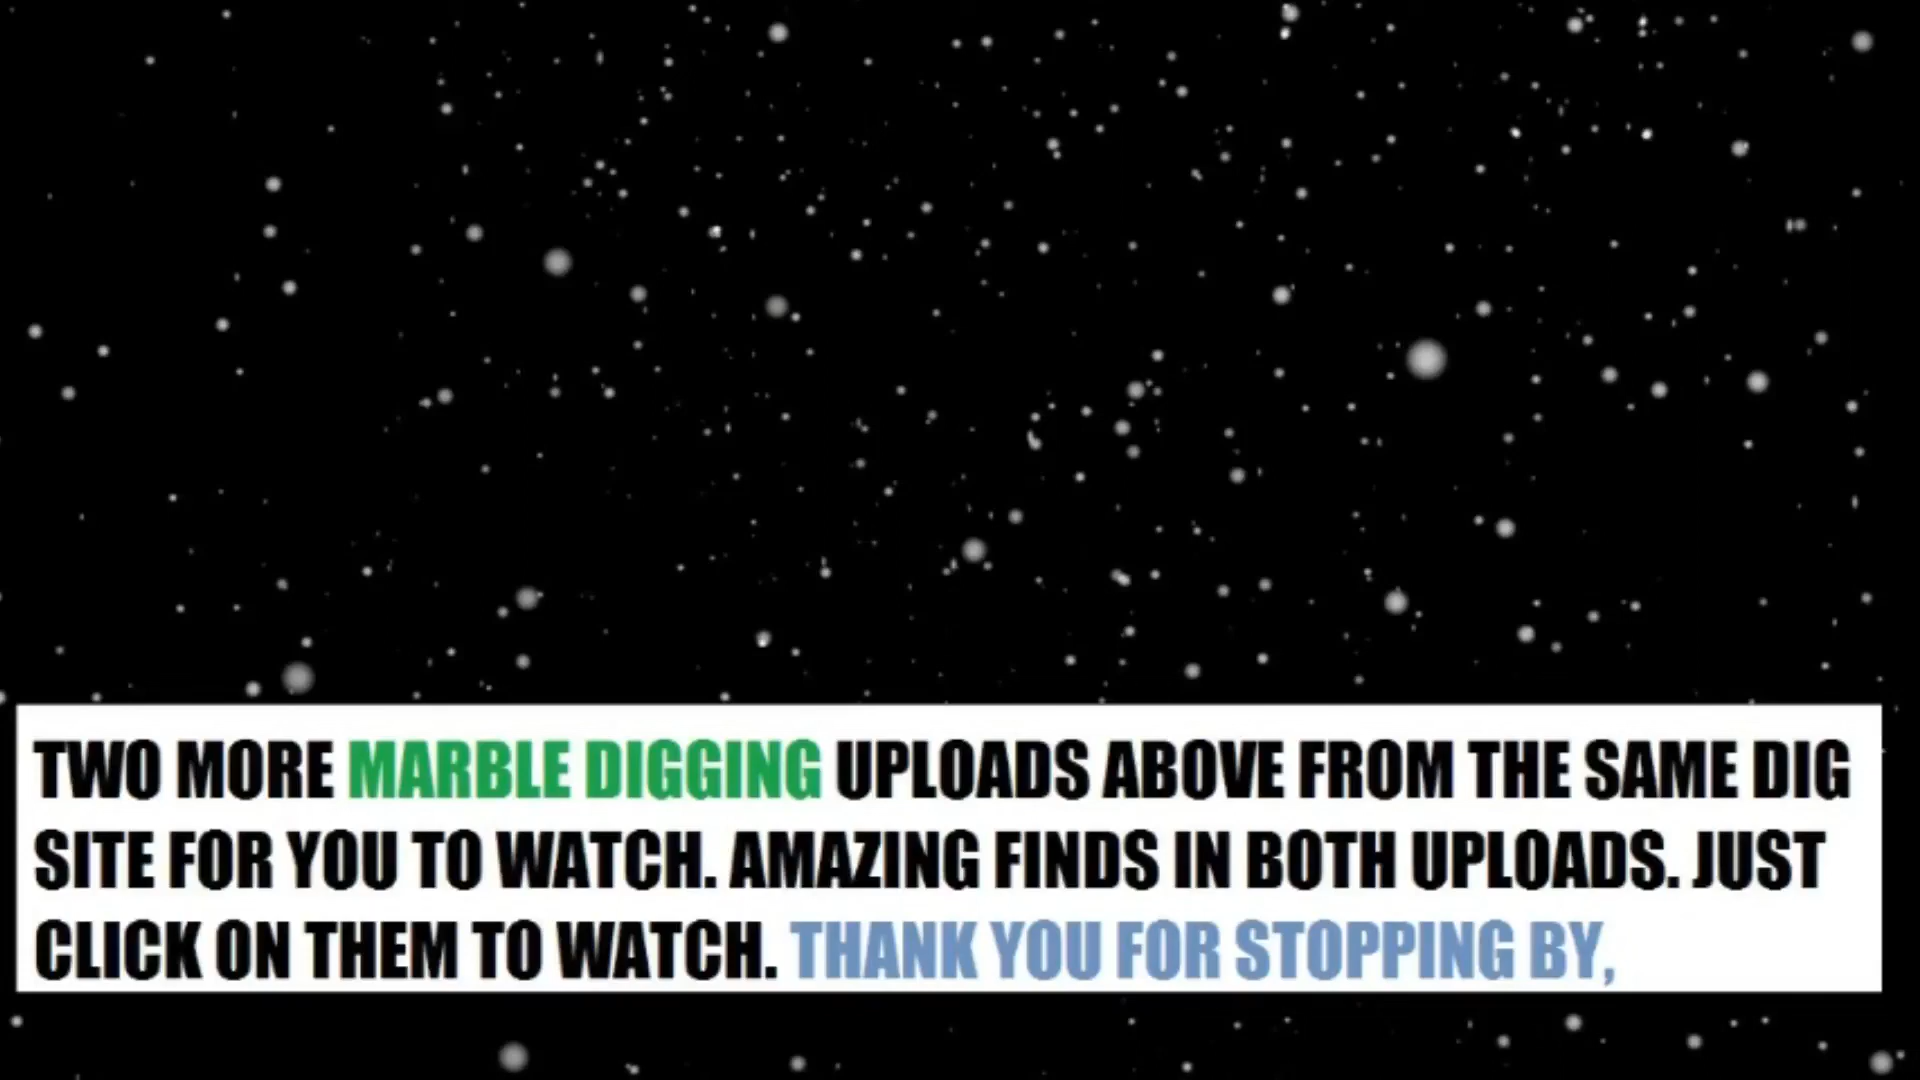 TWO MORE MARBLE DIGGING UPLOADS ABOVE FROM THE SAME DIG
SITE FOR YOU TO WATCH. AMAZING FINDS IN BOTH UPLOADS. JUST
CLICK ON THEM TO WATCH. THANK YOU FOR STOPPING BY,